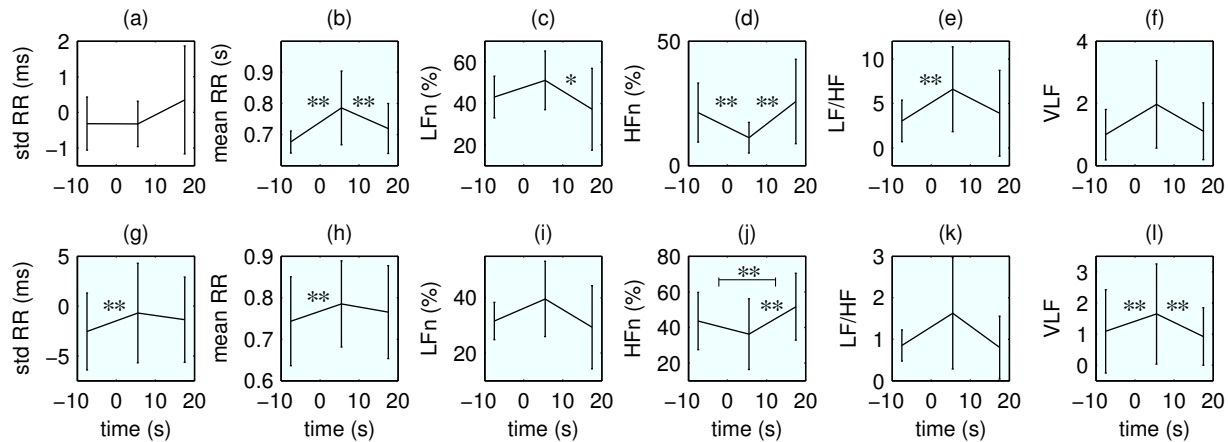 (a)
(b)
(c)
(d)
(e)
(f)
std RR (ms)
2
1
0
−1
−10 0 10 20
mean RR (s)
0.9
0.8
0.7
** **
−10 0 10 20
LFn (%)
60
40
20
*
−10 0 10 20
HFn (%)
50
0
** **
−10 0 10 20
LF/HF
10
5
0
**
−10 0 10 20
VLF
4
2
0
−10 0 10 20
(g)
(h)
(i)
(j)
(k)
(l)
std RR (ms)
5
0
−5
**
−10 0 10 20
time (s)
mean RR
0.9
0.8
0.7
0.6
**
−10 0 10 20
time (s)
LFn (%)
40
20
−10 0 10 20
time (s)
HFn (%)
80
60
40
20
**
**
−10 0 10 20
time (s)
LF/HF
3
2
1
0
−10 0 10 20
time (s)
VLF
3
2
1
0
** **
−10 0 10 20
time (s)